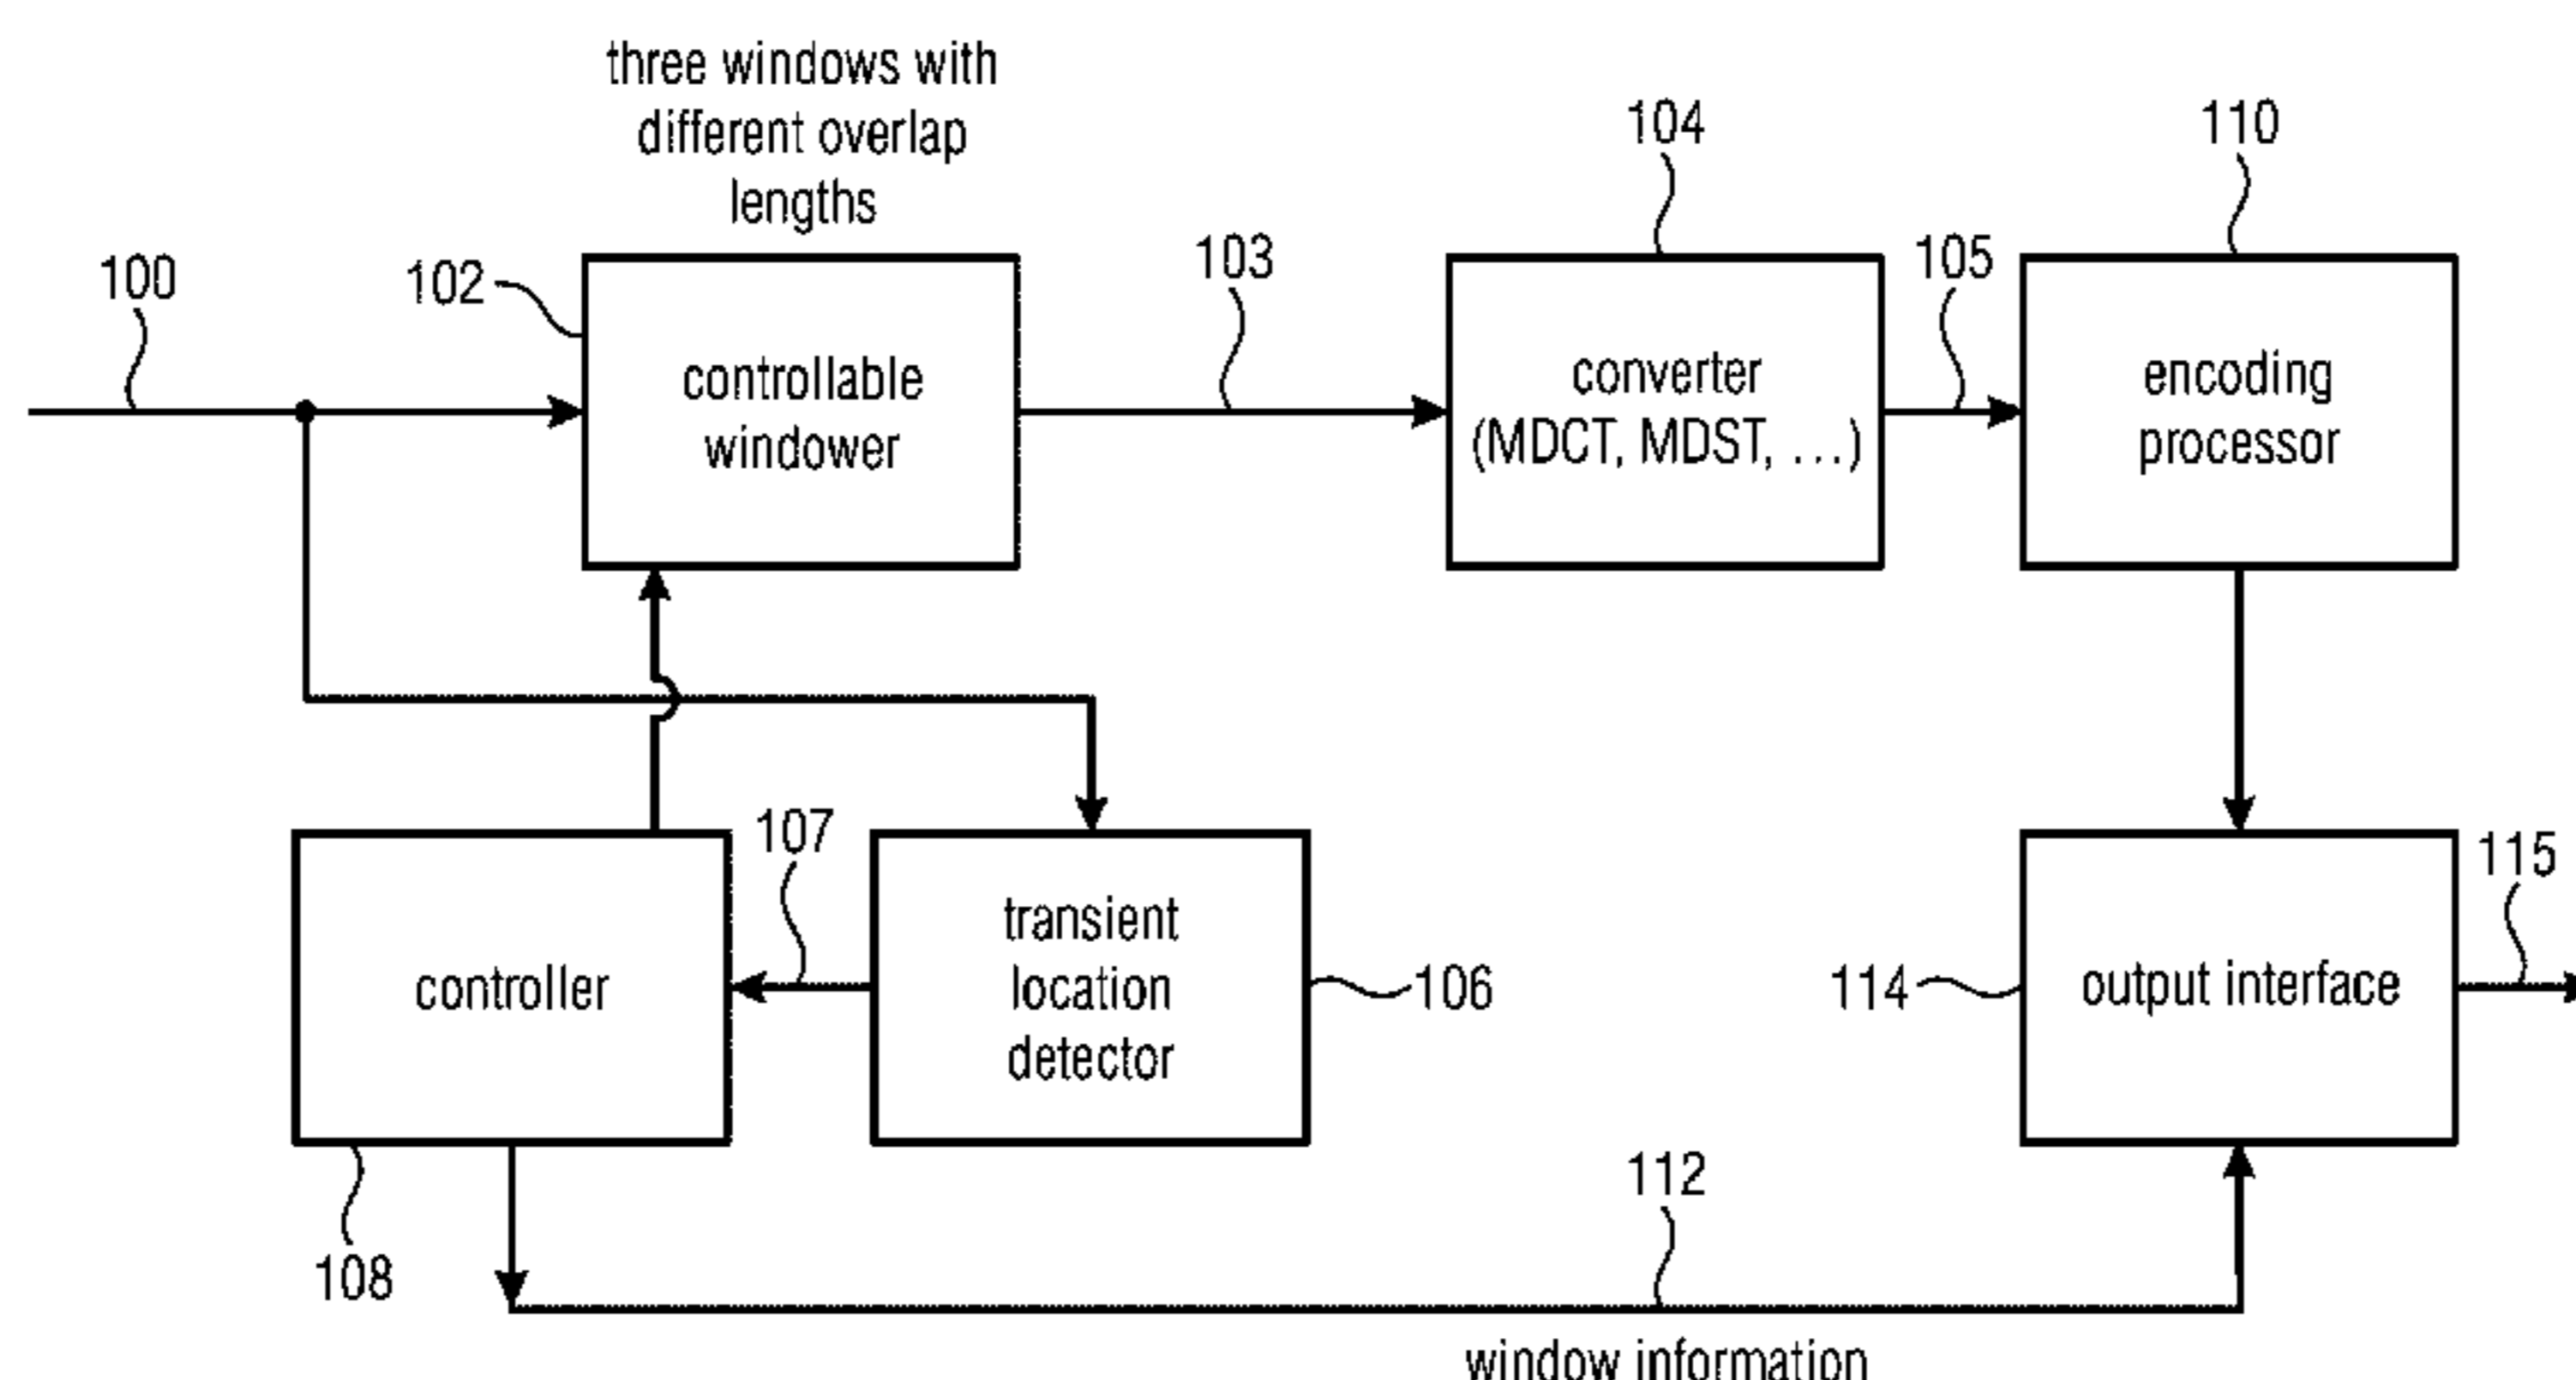 three windows with
different overlap
lengths
100
102
103
104
105
110
controllable
windower
converter
(MDCT, MDST, ...)
encoding
processor
107
115
controller
transient
location
detector
106
114
output interface
108
112
window information